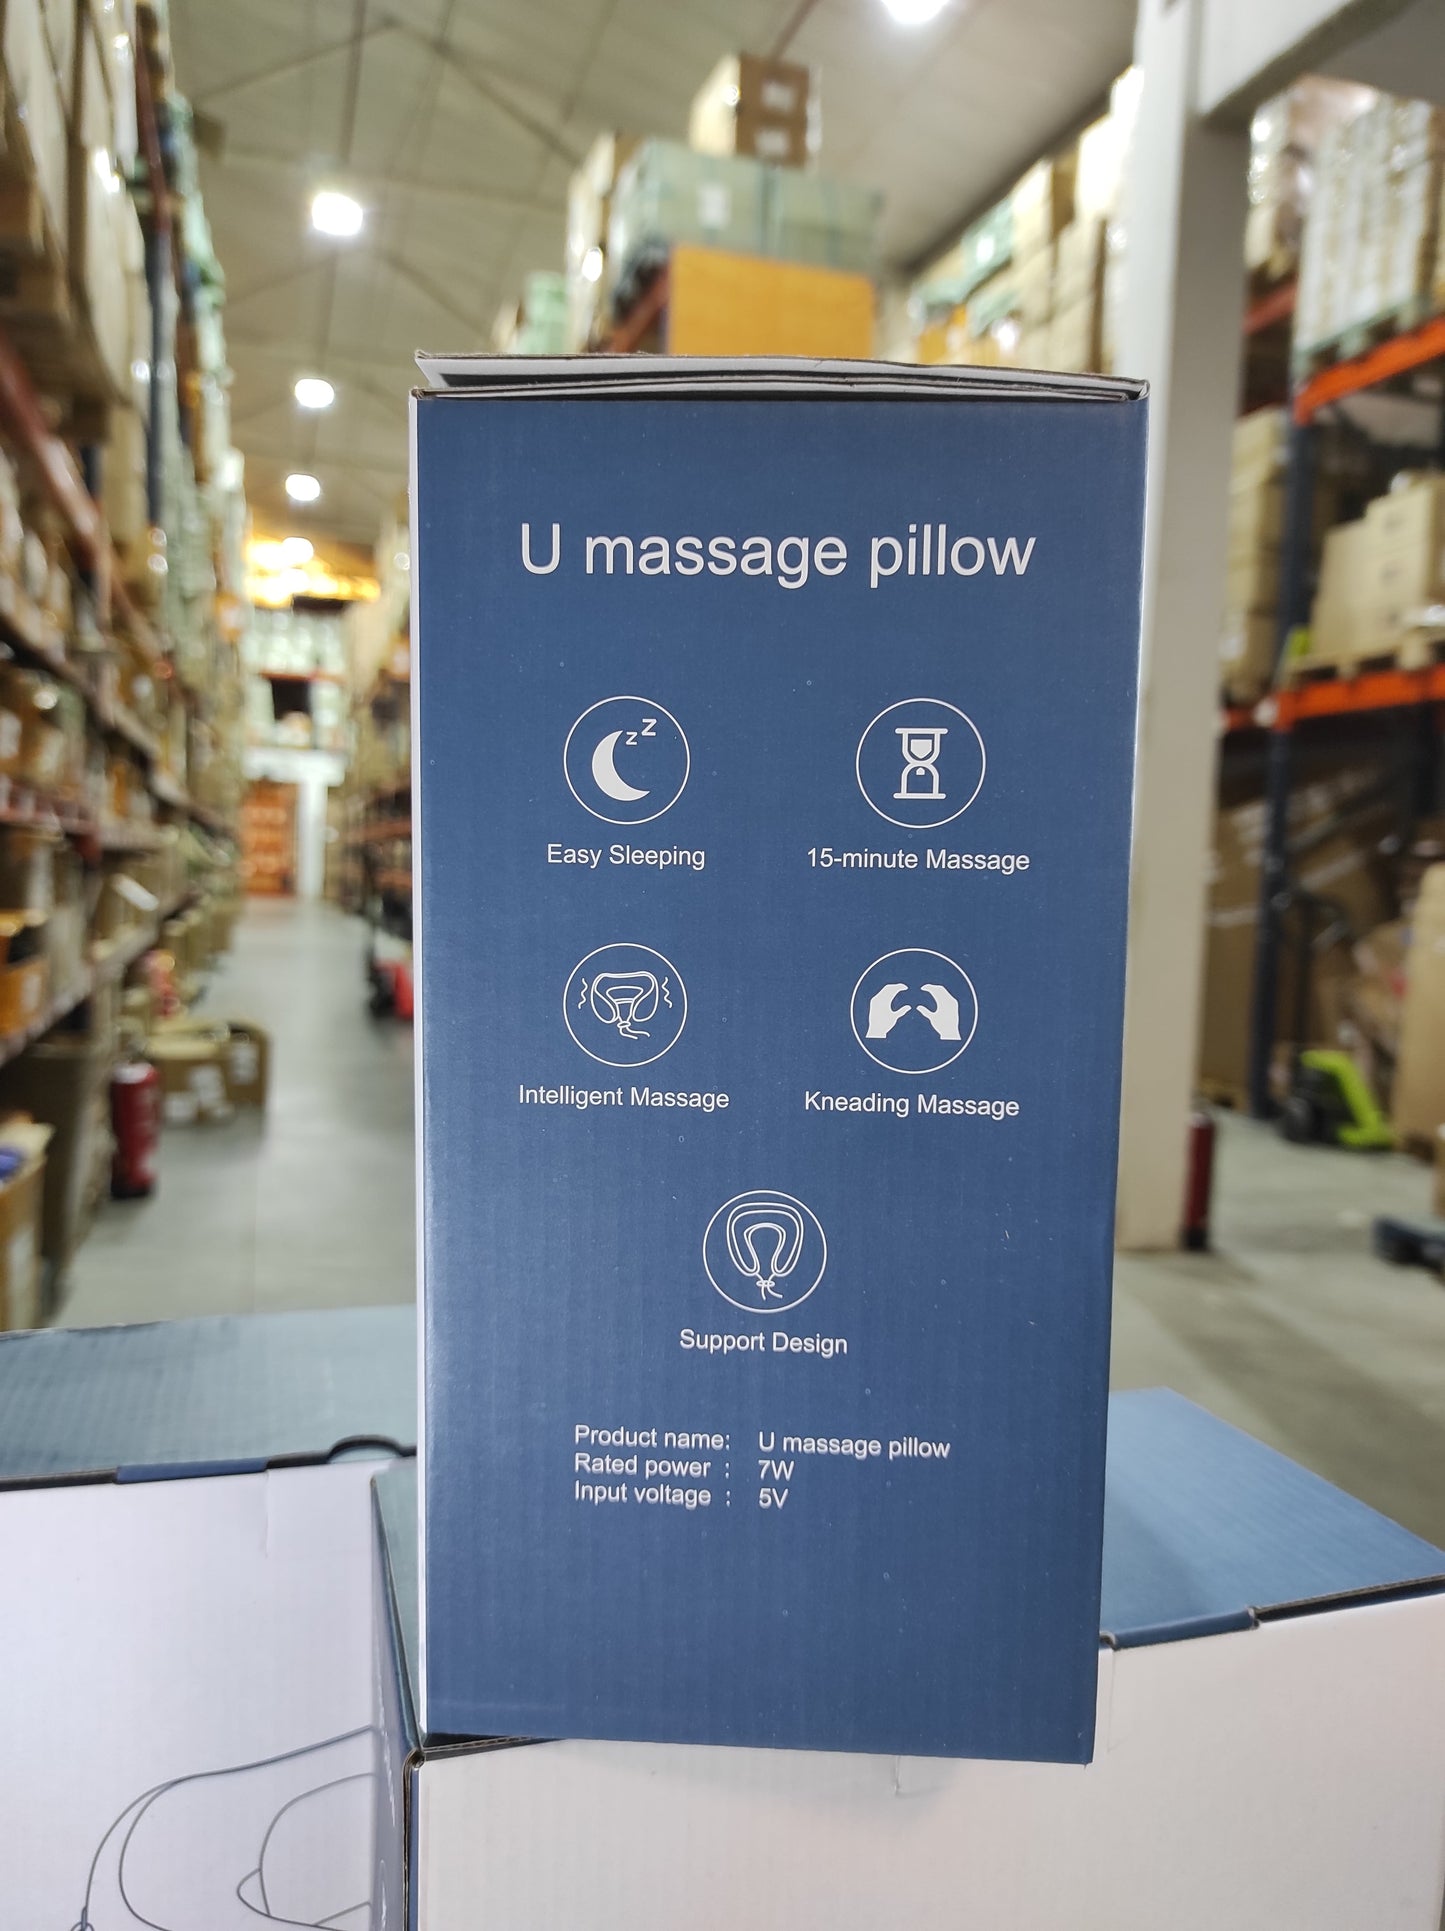 U massage pillow
z z
Easy Sleeping
15-minute Massage
Intelligent Massage
Kneading Massage
Support Design
Product name: U massage pillow
Rated power : 7W
Input voltage : 5V